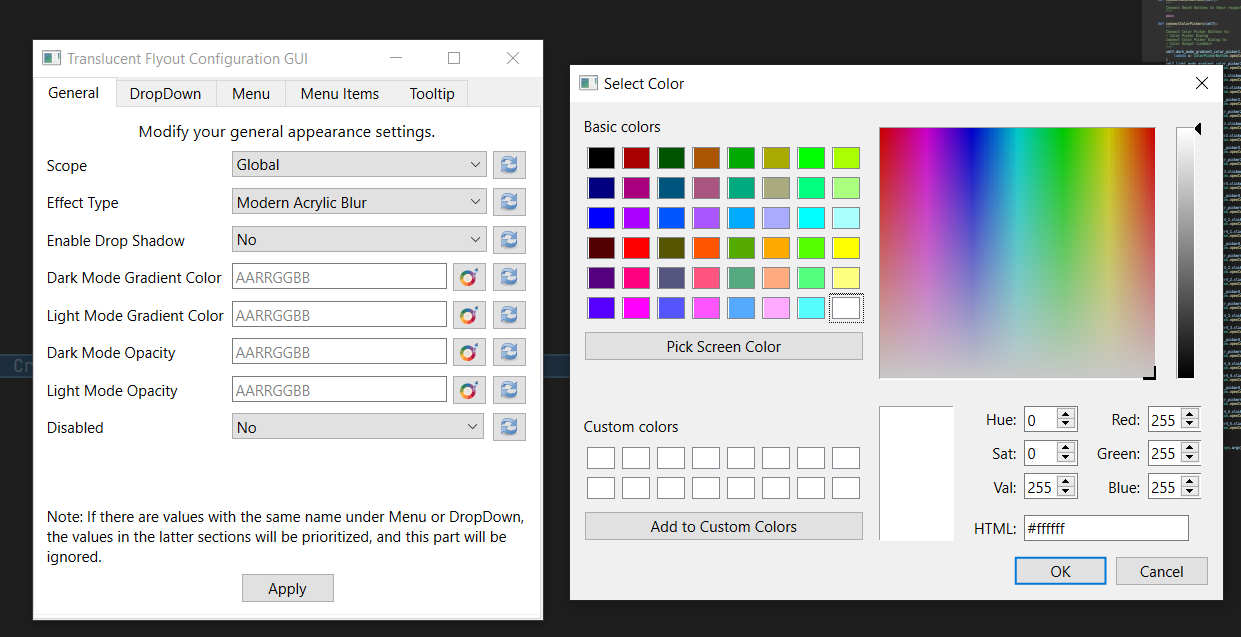 Translucent Flyout Configuration GUI
General
DropDown
Menu
Menu Items
Tooltip
Modify your general appearance settings.
Scope
Global
Effect Type
Modern Acrylic Blur
Enable Drop Shadow
No
Dark Mode Gradient Color
AARRGGBB
Light Mode Gradient Color
AARRGGBB
Dark Mode Opacity
AARRGGBB
Light Mode Opacity
AARRGGBB
Disabled
No
Note: If there are values with the same name under Menu or DropDown,
the values in the latter sections will be prioritized, and this part will be
ignored.
Apply
Select Color
Basic colors
Pick Screen Color
Custom colors
Add to Custom Colors
Hue: 0
Red: 255
Sat: 0
Green: 255
Val: 255
Blue: 255
HTML: #ffffff
OK
Cancel